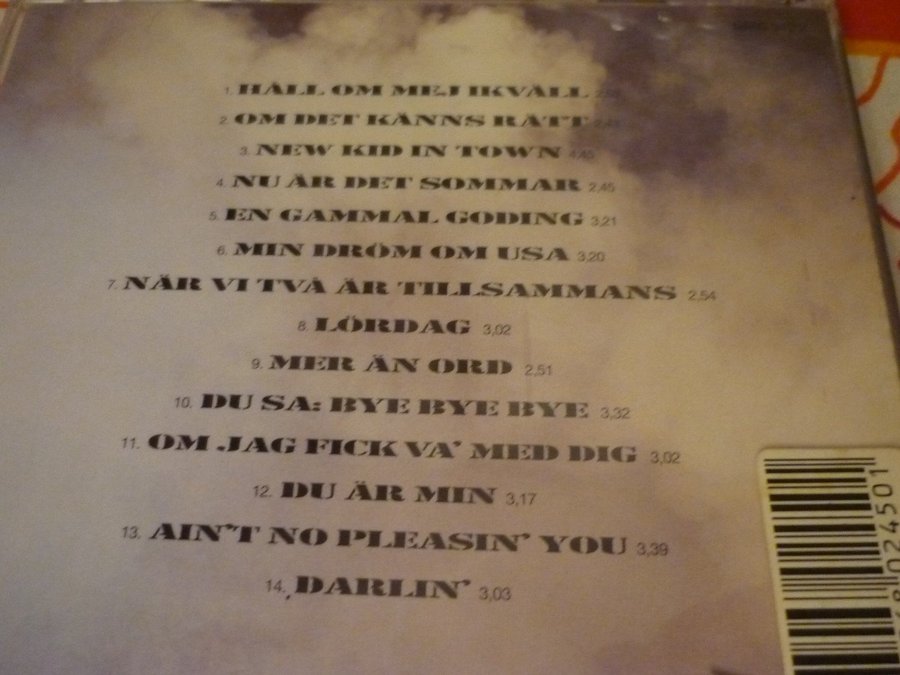 1. HÅLL OM MEJ IKVÄLL
2. OM DET KÄNNS RÄTT
3. NEW KID IN TOWN 4,45
4. NU ÄR DET SOMMAR 2,45
5. EN GAMMAL GODING 3,21
6. MIN DRÖM OM USA 3,20
7. NÄR VI TVÅ ÄR TILLSAMMANS 2,54
8. LÖRDAG 3,02
9. MER ÄN ORD 2,51
10. DU SA: BYE BYE BYE 3,32
11. OM JAG FICK VA' MED DIG 3,02
12. DU ÄR MIN 3,17
13. AIN'T NO PLEASIN' YOU 3,39
14. DARLIN' 3,03
024501